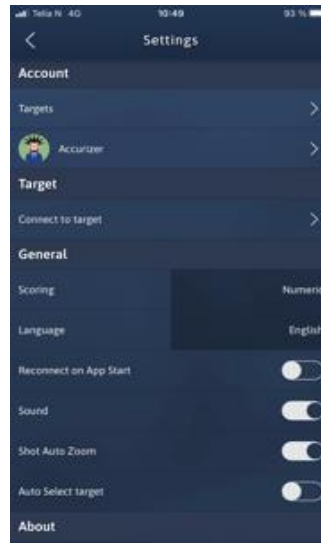 Telia N 4G 10:49 93 %
Settings
Account
Targets
Accurizer
Target
Connect to target
General
Scoring Numeric
Language English
Reconnect on App Start
Sound
Shot Auto Zoom
Auto Select target
About